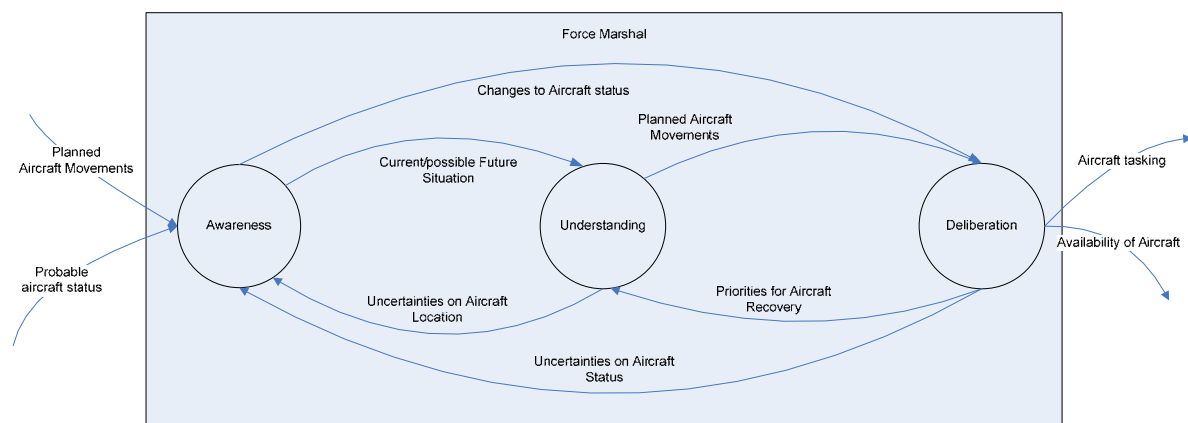 Force Marshal
Changes to Aircraft status
Planned Aircraft
Movements
Planned
Aircraft Movements
Current/possible Future
Situation
Aircraft tasking
Awareness
Understanding
Deliberation
Availability of Aircraft
Probable
aircraft status
Uncertainties on Aircraft
Location
Priorities for Aircraft
Recovery
Uncertainties on Aircraft
Status